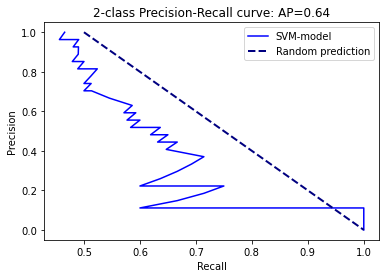 2-class Precision-Recall curve: AP=0.64
SVM-model
Random prediction
Precision
1.0
0.8
0.6
0.4
0.2
0.0
0.5 0.6 0.7 0.8 0.9 1.0
Recall